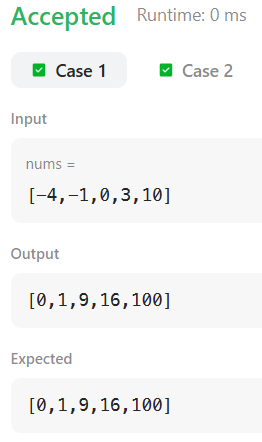 Accepted Runtime: 0 ms
Case 1 Case 2
Input
nums =
[-4,-1,0,3,10]
Output
[0,1,9,16,100]
Expected
[0,1,9,16,100]